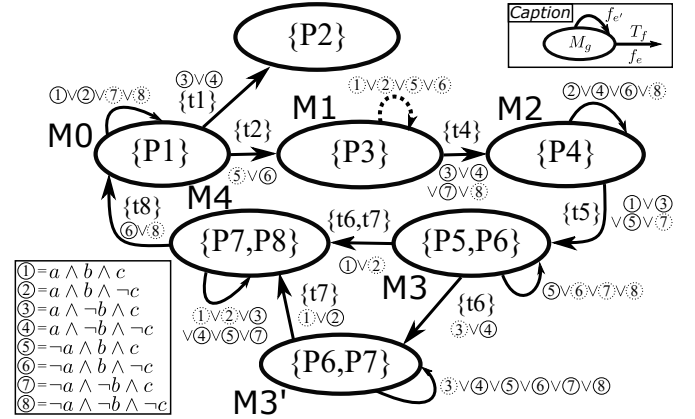 Caption
f_{e'}
M_g
T_f
f_e
{P2}
③∨④
{t1}
①∨②∨⑦∨⑧
M0
{P1}
{t2}
⑤∨⑥
M1
①∨②∨⑤∨⑥
{P3}
{t4}
③∨④
∨⑦∨⑧
M2
②∨④∨⑥∨⑧
{P4}
{t5}
①∨③
∨⑤∨⑦
{t8}
⑥∨⑧
M4
{P7,P8}
{t6,t7}
①∨②
{P5,P6}
M3
⑤∨⑥∨⑦∨⑧
{t6}
③∨④
{t7}
①∨②
①∨②∨③
∨④∨⑤∨⑦
{P6,P7}
M3'
③∨④∨⑤∨⑥∨⑦∨⑧
①=a ∧ b ∧ c
②=a ∧ b ∧ ¬c
③=a ∧ ¬b ∧ c
④=a ∧ ¬b ∧ ¬c
⑤=¬a ∧ b ∧ c
⑥=¬a ∧ b ∧ ¬c
⑦=¬a ∧ ¬b ∧ c
⑧=¬a ∧ ¬b ∧ ¬c